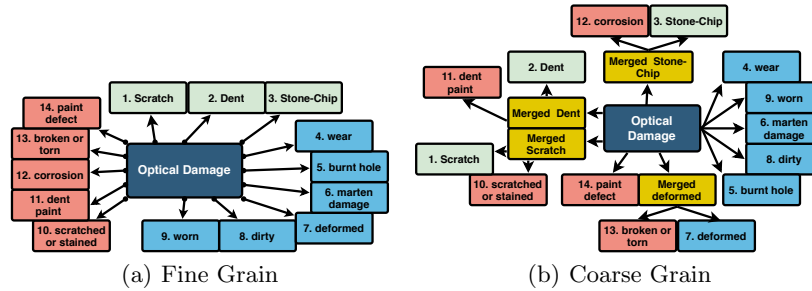 1. Scratch
2. Dent
3. Stone-Chip
14. paint
defect
13. broken or
torn
12. corrosion
11. dent
paint
10. scratched
or stained
Optical Damage
4. wear
5. burnt hole
6. marten
damage
7. deformed
9. worn
8. dirty
(a) Fine Grain
12. corrosion
3. Stone-Chip
11. dent
paint
2. Dent
Merged Stone-
Chip
4. wear
9. worn
6. marten
damage
8. dirty
5. burnt hole
Merged Dent
Merged
Scratch
Optical
Damage
1. Scratch
10. scratched
or stained
14. paint
defect
Merged
deformed
13. broken or
torn
7. deformed
(b) Coarse Grain